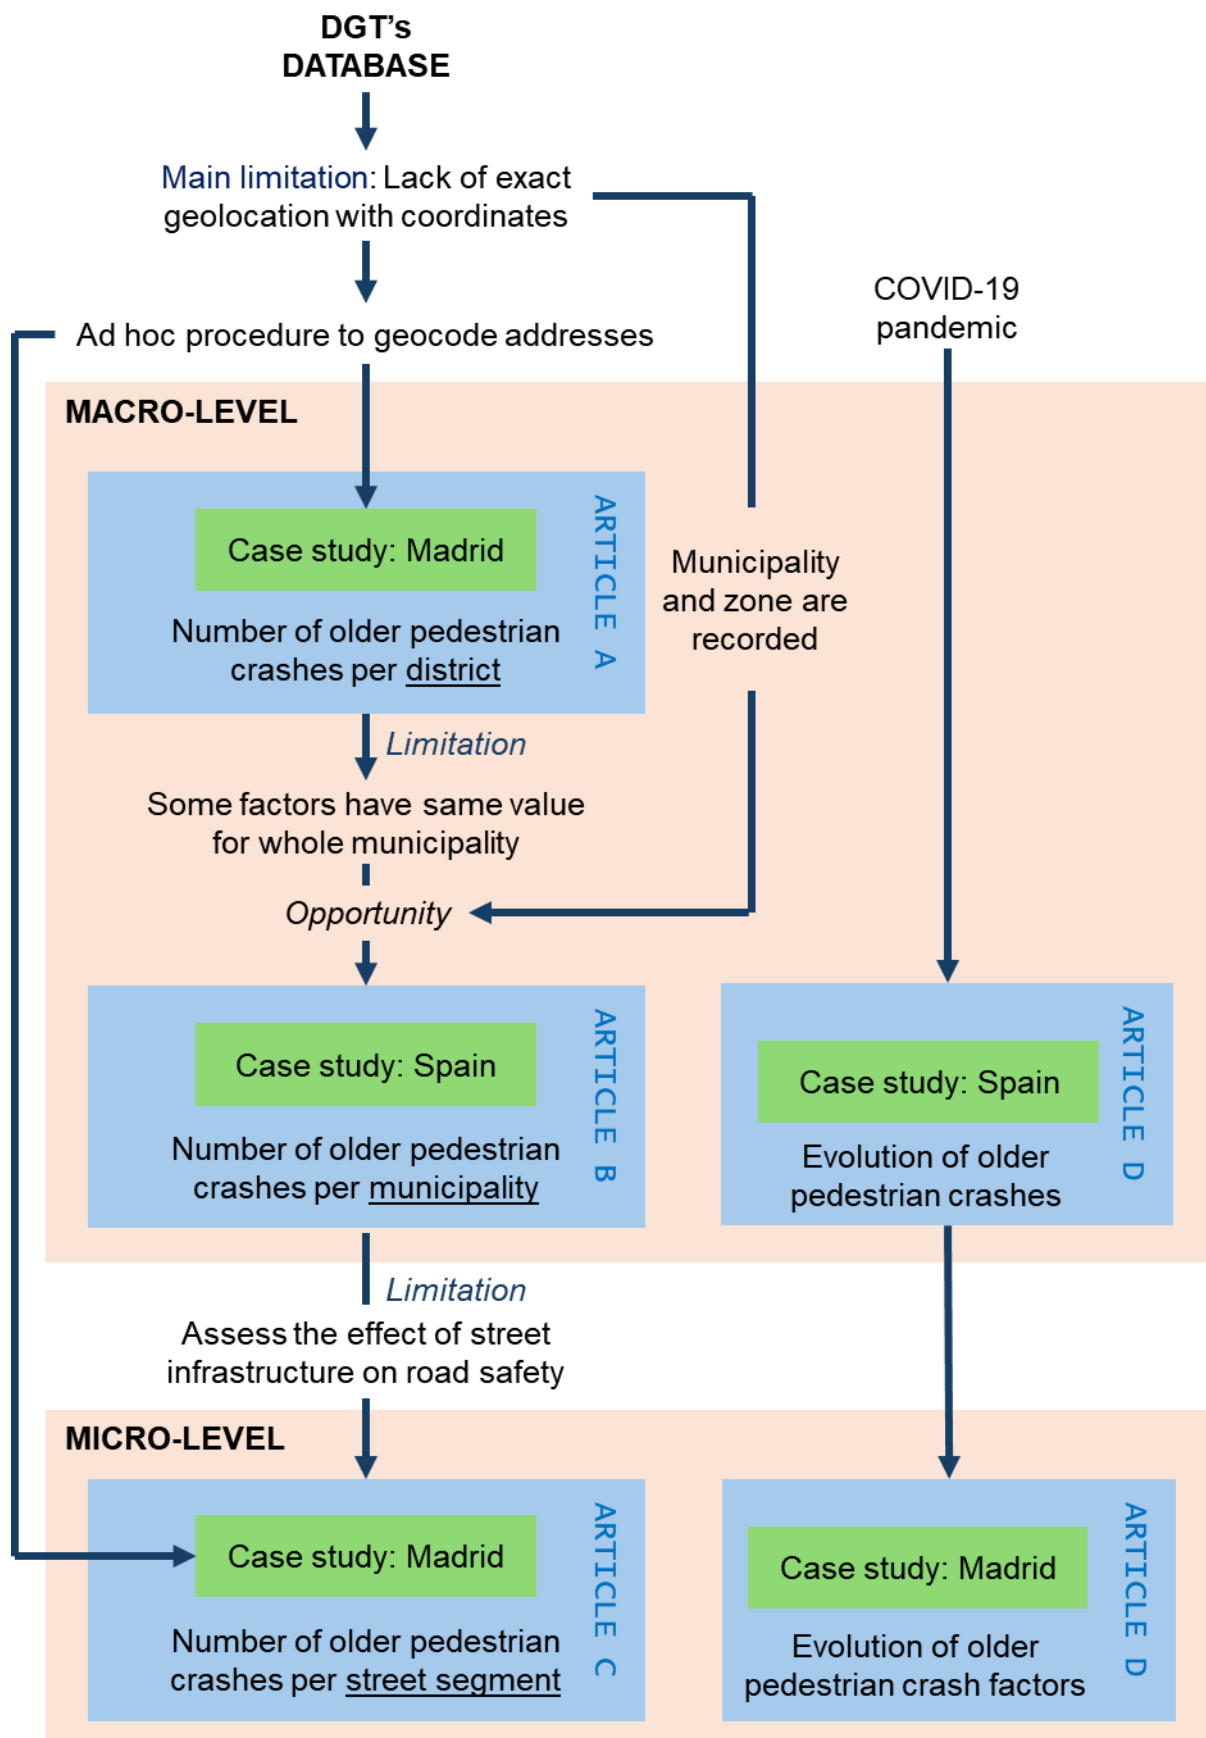 DGT's
DATABASE
Main limitation: Lack of exact
geolocation with coordinates
Ad hoc procedure to geocode addresses
COVID-19
pandemic
MACRO-LEVEL
ARTICLE A
Case study: Madrid
Number of older pedestrian
crashes per district
Municipality
and zone are
recorded
Limitation
Some factors have same value
for whole municipality
Opportunity
ARTICLE B
Case study: Spain
Number of older pedestrian
crashes per municipality
ARTICLE D
Case study: Spain
Evolution of older
pedestrian crashes
Limitation
Assess the effect of street
infrastructure on road safety
MICRO-LEVEL
ARTICLE C
Case study: Madrid
Number of older pedestrian
crashes per street segment
ARTICLE D
Case study: Madrid
Evolution of older
pedestrian crash factors